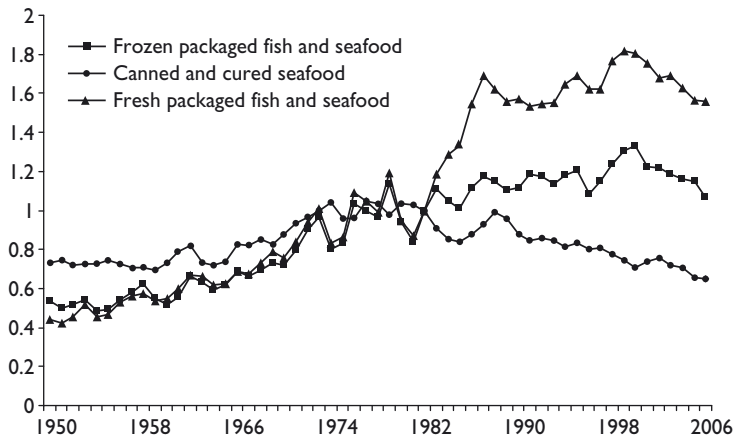 2
1.8
Frozen packaged fish and seafood
Canned and cured seafood
1.6
Fresh packaged fish and seafood
1.4
1.2
1
0.8
0.6
0.4
0.2
0
1950 1958 1966 1974 1982 1990 1998 2006